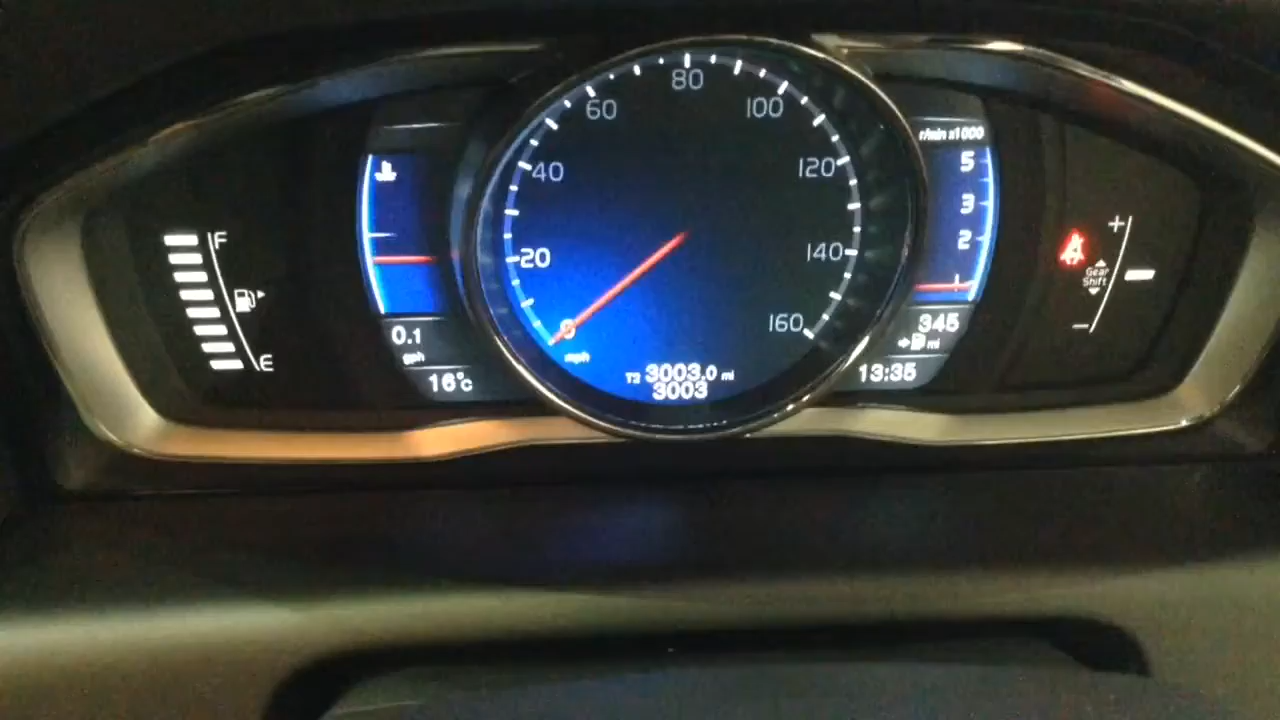 F
E
0.1
gph
16°c
20
40
60
80
100
120
140
160
0
mph
T2 3003.0 mi
3003
r/min x1000
5
3
2
1
345
mi
13:35
+
Gear
Shift
–